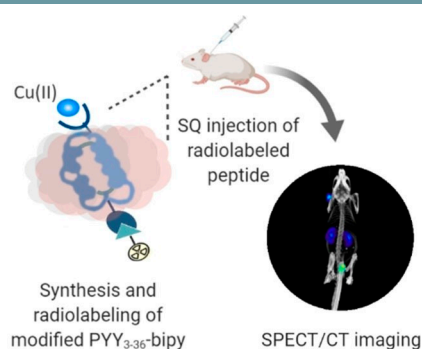 Cu(II)
SQ injection of
radiolabeled
peptide
Synthesis and
radiolabeling of
modified PYY₃₋₃₆-bipy
SPECT/CT imaging